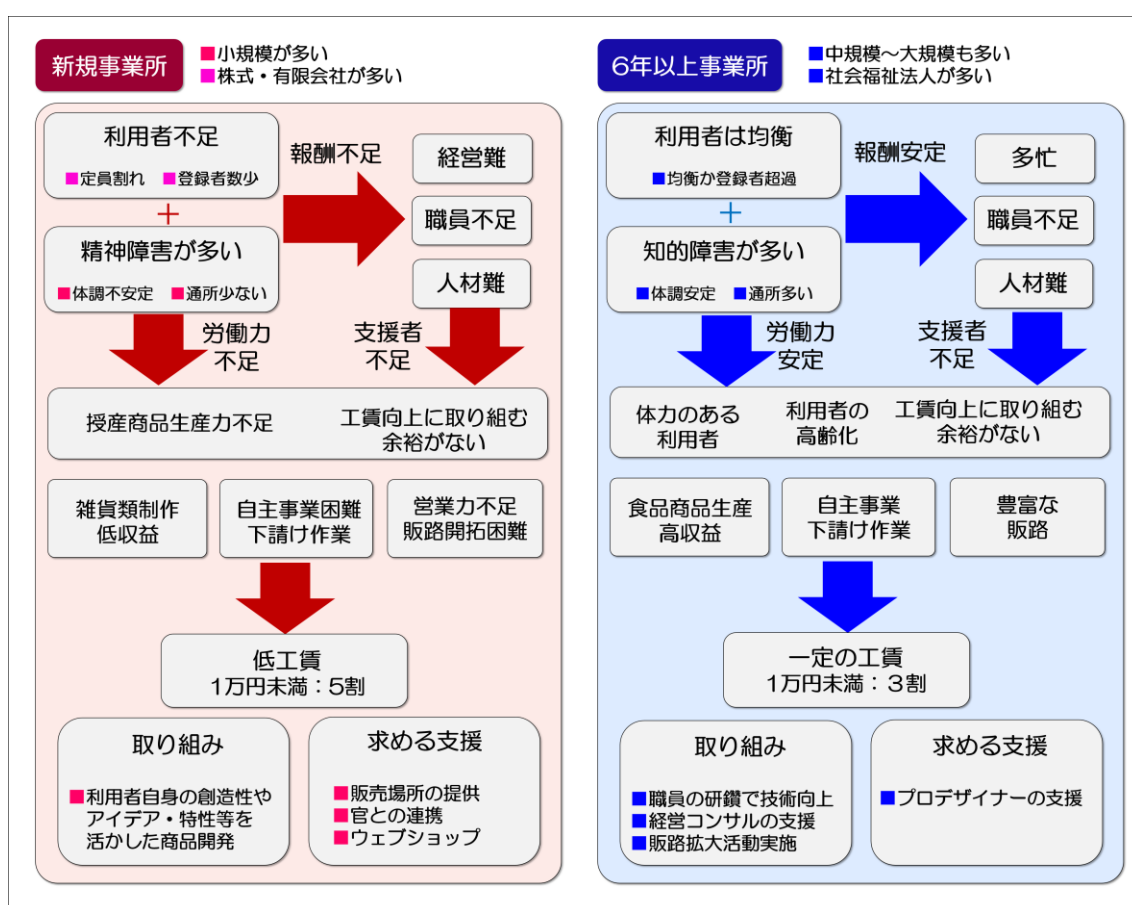 新規事業所
■小規模が多い
■株式・有限会社が多い
利用者不足
■定員割れ ■登録者数少
+
精神障害が多い
■体調不安定 ■通所少ない
報酬不足
経営難
職員不足
人材難
労働力
不足
支援者
不足
授産商品生産力不足
工賃向上に取り組む
余裕がない
雑貨類制作
低収益
自主事業困難
下請け作業
営業力不足
販路開拓困難
低工賃
1万円未満:5割
取り組み
■利用者自身の創造性や
アイデア・特性等を
活かした商品開発
求める支援
■販売場所の提供
■官との連携
■ウェブショップ
6年以上事業所
■中規模~大規模も多い
■社会福祉法人が多い
利用者は均衡
■均衡か登録者超過
+
知的障害が多い
■体調安定 ■通所多い
報酬安定
多忙
職員不足
人材難
労働力
安定
支援者
不足
体力のある
利用者
利用者の
高齢化
工賃向上に取り組む
余裕がない
食品商品生産
高収益
自主事業
下請け作業
豊富な
販路
一定の工賃
1万円未満:3割
取り組み
■職員の研鑽で技術向上
■経営コンサルの支援
■販路拡大活動実施
求める支援
■プロデザイナーの支援